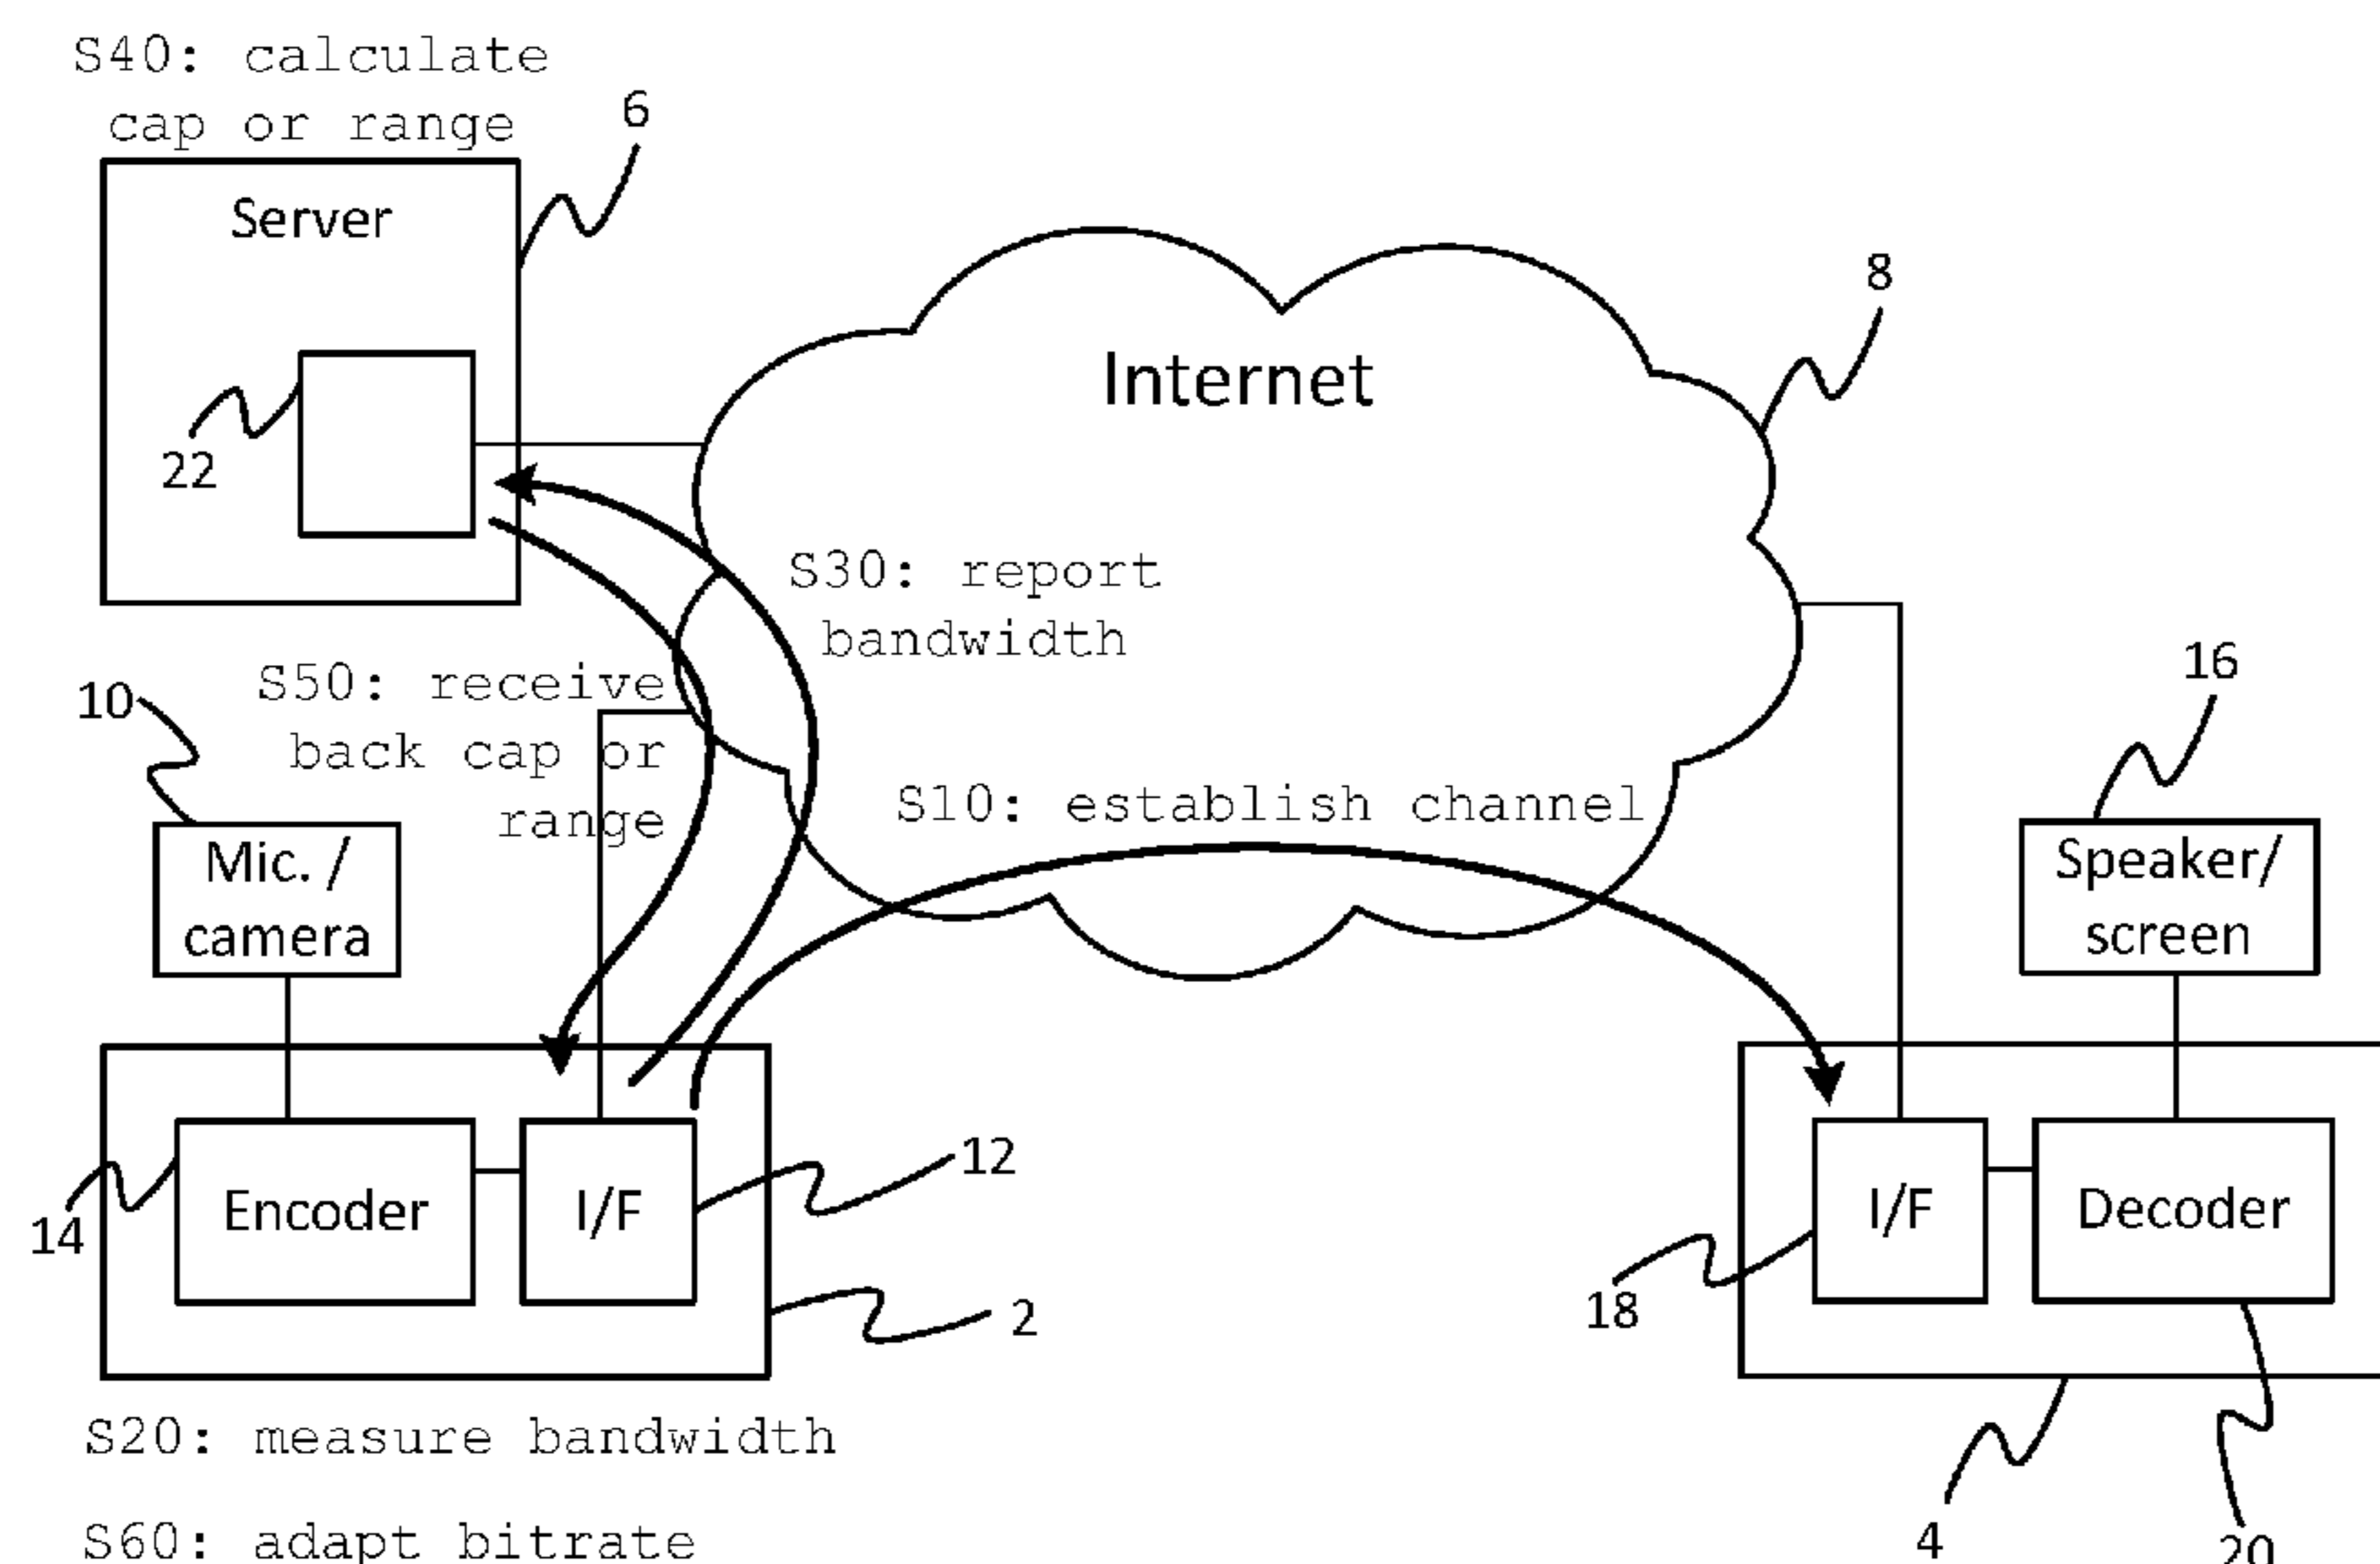 S40: calculate
cap or range
6
Server
22
Internet
8
S30: report
bandwidth
S50: receive
back cap or
range
10
Mic. /
camera
S10: establish channel
16
Speaker/
screen
Encoder
I/F
12
14
2
I/F
Decoder
18
S20: measure bandwidth
S60: adapt bitrate
4
20